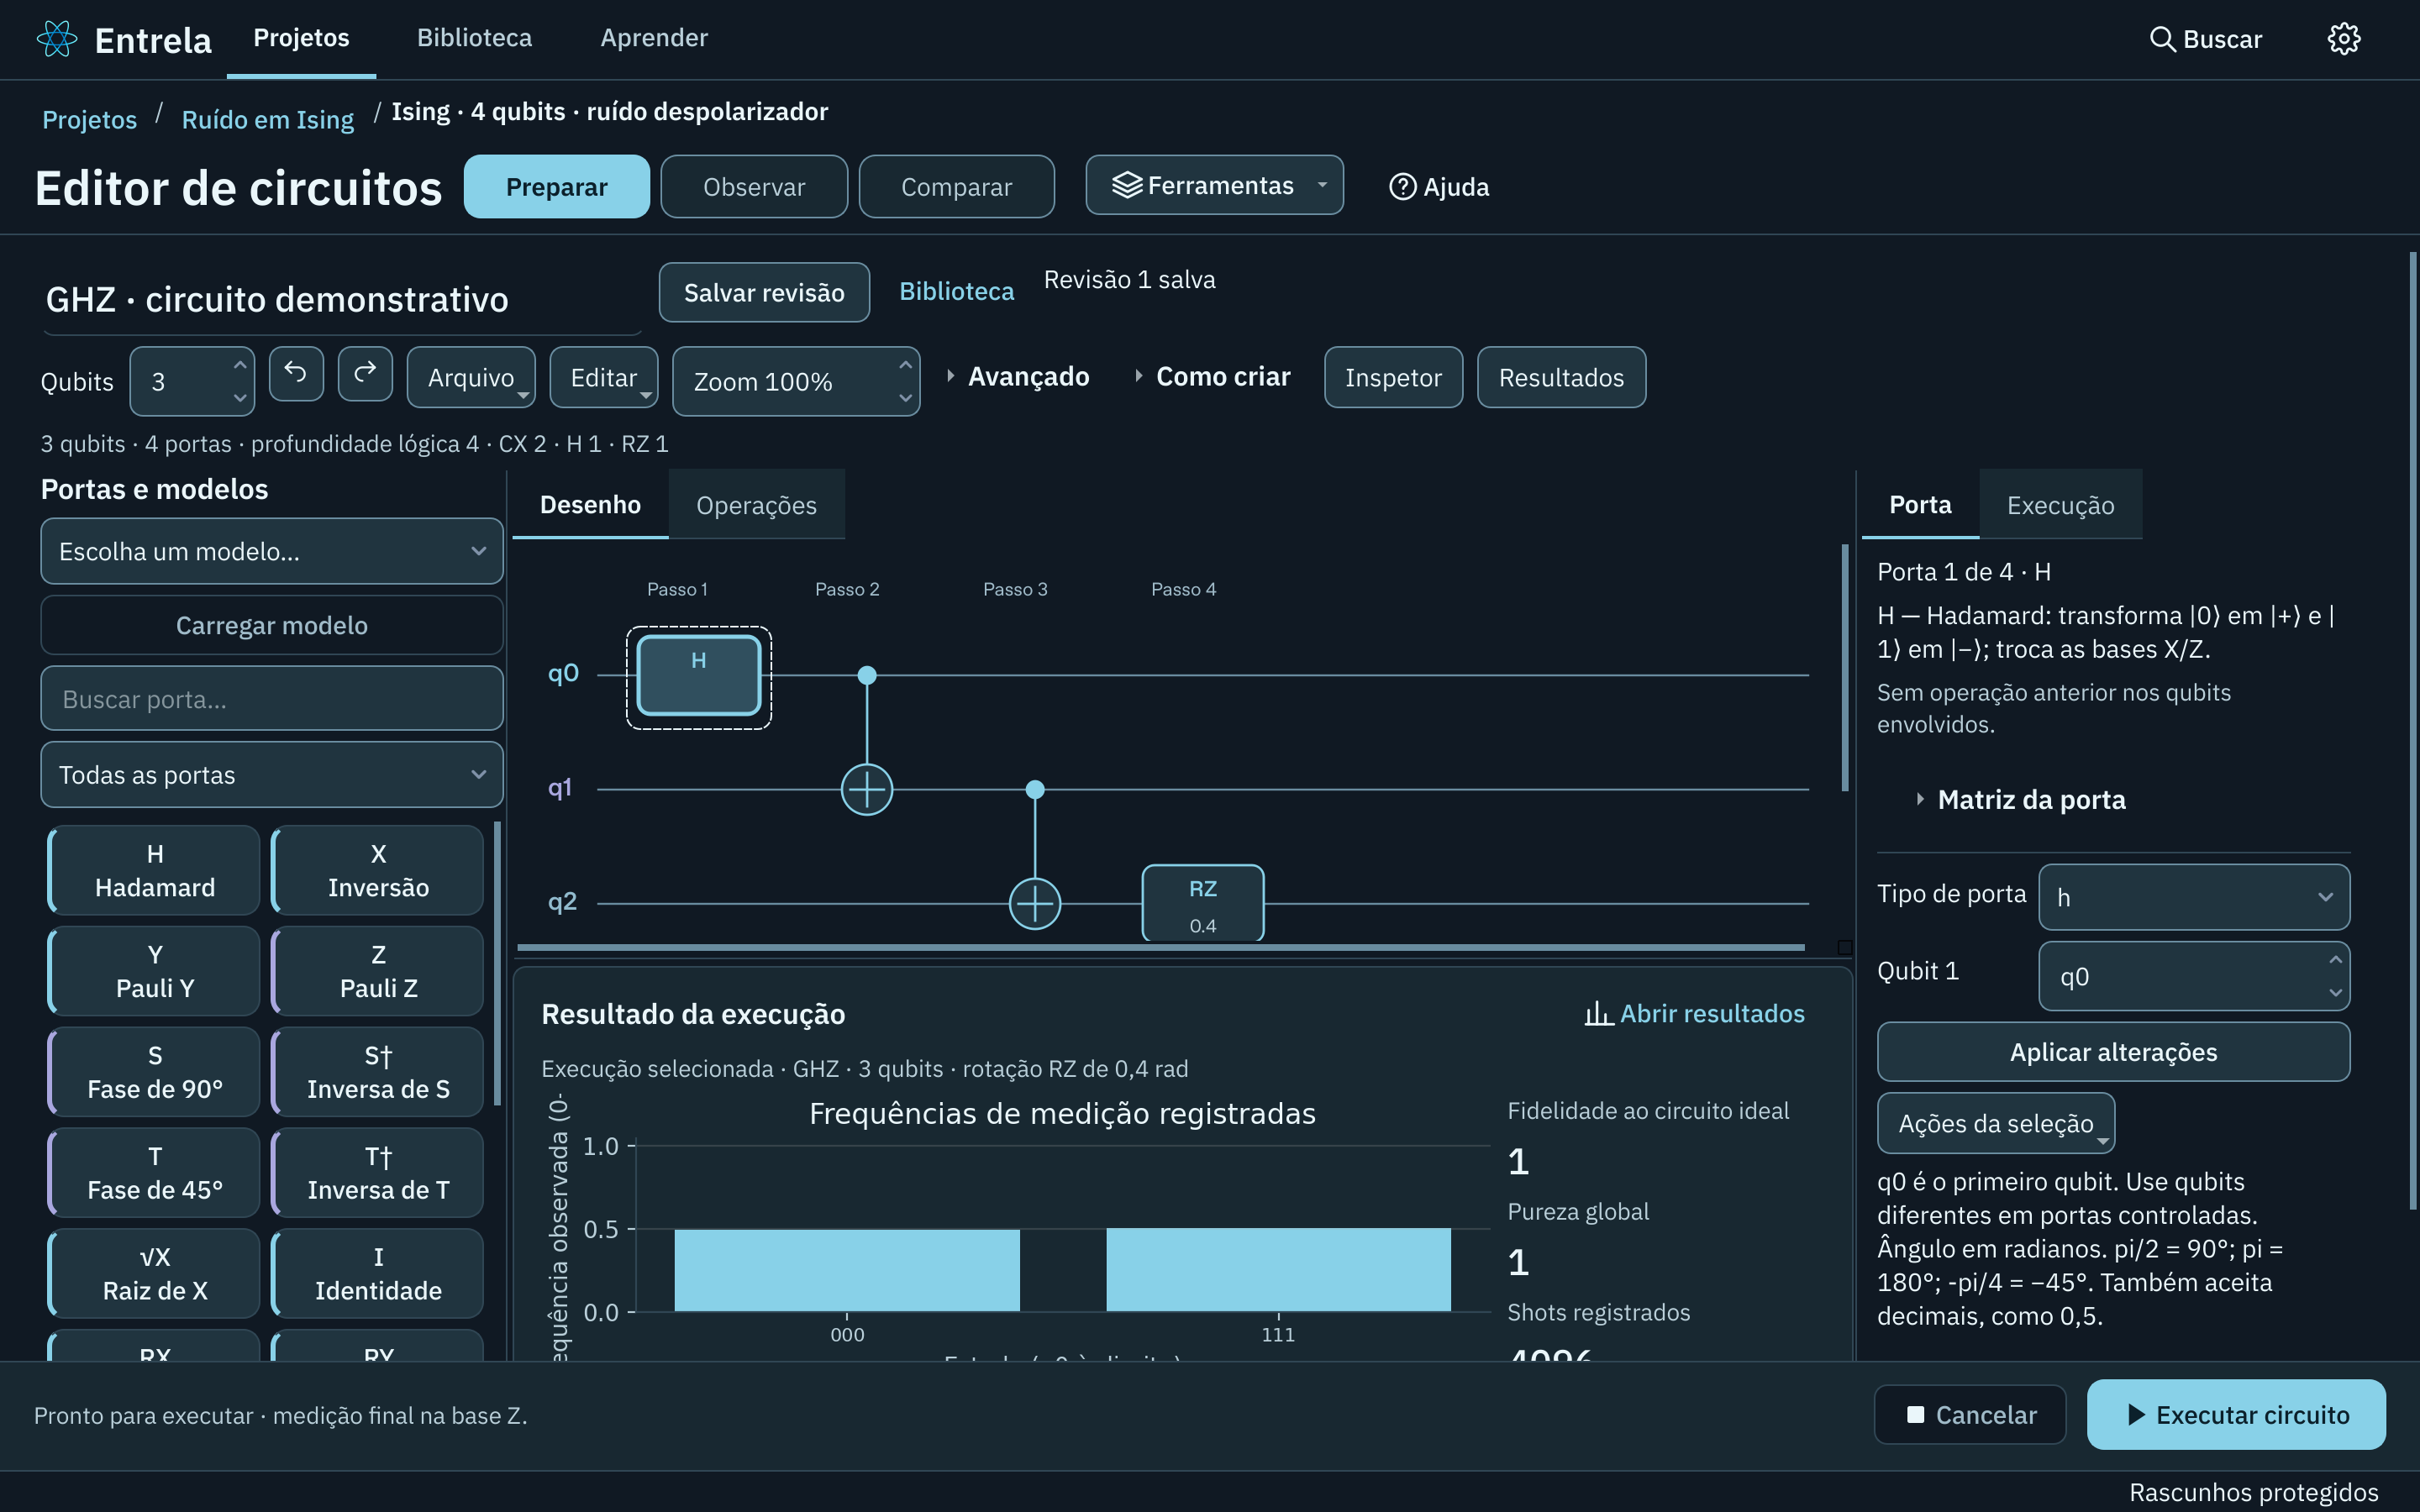 Entrela
Projetos
Biblioteca
Aprender
Buscar
Projetos / Ruído em Ising / Ising · 4 qubits · ruído despolarizador
Editor de circuitos
Preparar
Observar
Comparar
Ferramentas
Ajuda
GHZ · circuito demonstrativo
Salvar revisão
Biblioteca
Revisão 1 salva
Qubits
3
Arquivo
Editar
Zoom 100%
Avançado
Como criar
Inspetor
Resultados
3 qubits · 4 portas · profundidade lógica 4 · CX 2 · H 1 · RZ 1
Portas e modelos
Escolha um modelo...
Carregar modelo
Buscar porta...
Todas as portas
H
Hadamard
X
Inversão
Y
Pauli Y
Z
Pauli Z
S
Fase de 90°
S†
Inversa de S
T
Fase de 45°
T†
Inversa de T
√X
Raiz de X
I
Identidade
RX
RY
Desenho
Operações
Passo 1
Passo 2
Passo 3
Passo 4
q0
H
q1
q2
RZ
0.4
Resultado da execução
Abrir resultados
Execução selecionada · GHZ · 3 qubits · rotação RZ de 0,4 rad
Frequências de medição registradas
observada (0-
1.0
0.5
0.0
000
111
Fidelidade ao circuito ideal
1
Pureza global
1
Shots registrados
4096
Porta
Execução
Porta 1 de 4 · H
H — Hadamard: transforma |0⟩ em |+⟩ e |
1⟩ em |−⟩; troca as bases X/Z.
Sem operação anterior nos qubits
envolvidos.
Matriz da porta
Tipo de porta
h
Qubit 1
q0
Aplicar alterações
Ações da seleção
q0 é o primeiro qubit. Use qubits
diferentes em portas controladas.
Ângulo em radianos. pi/2 = 90°; pi =
180°; -pi/4 = −45°. Também aceita
decimais, como 0,5.
Pronto para executar · medição final na base Z.
Cancelar
Executar circuito
Rascunhos protegidos